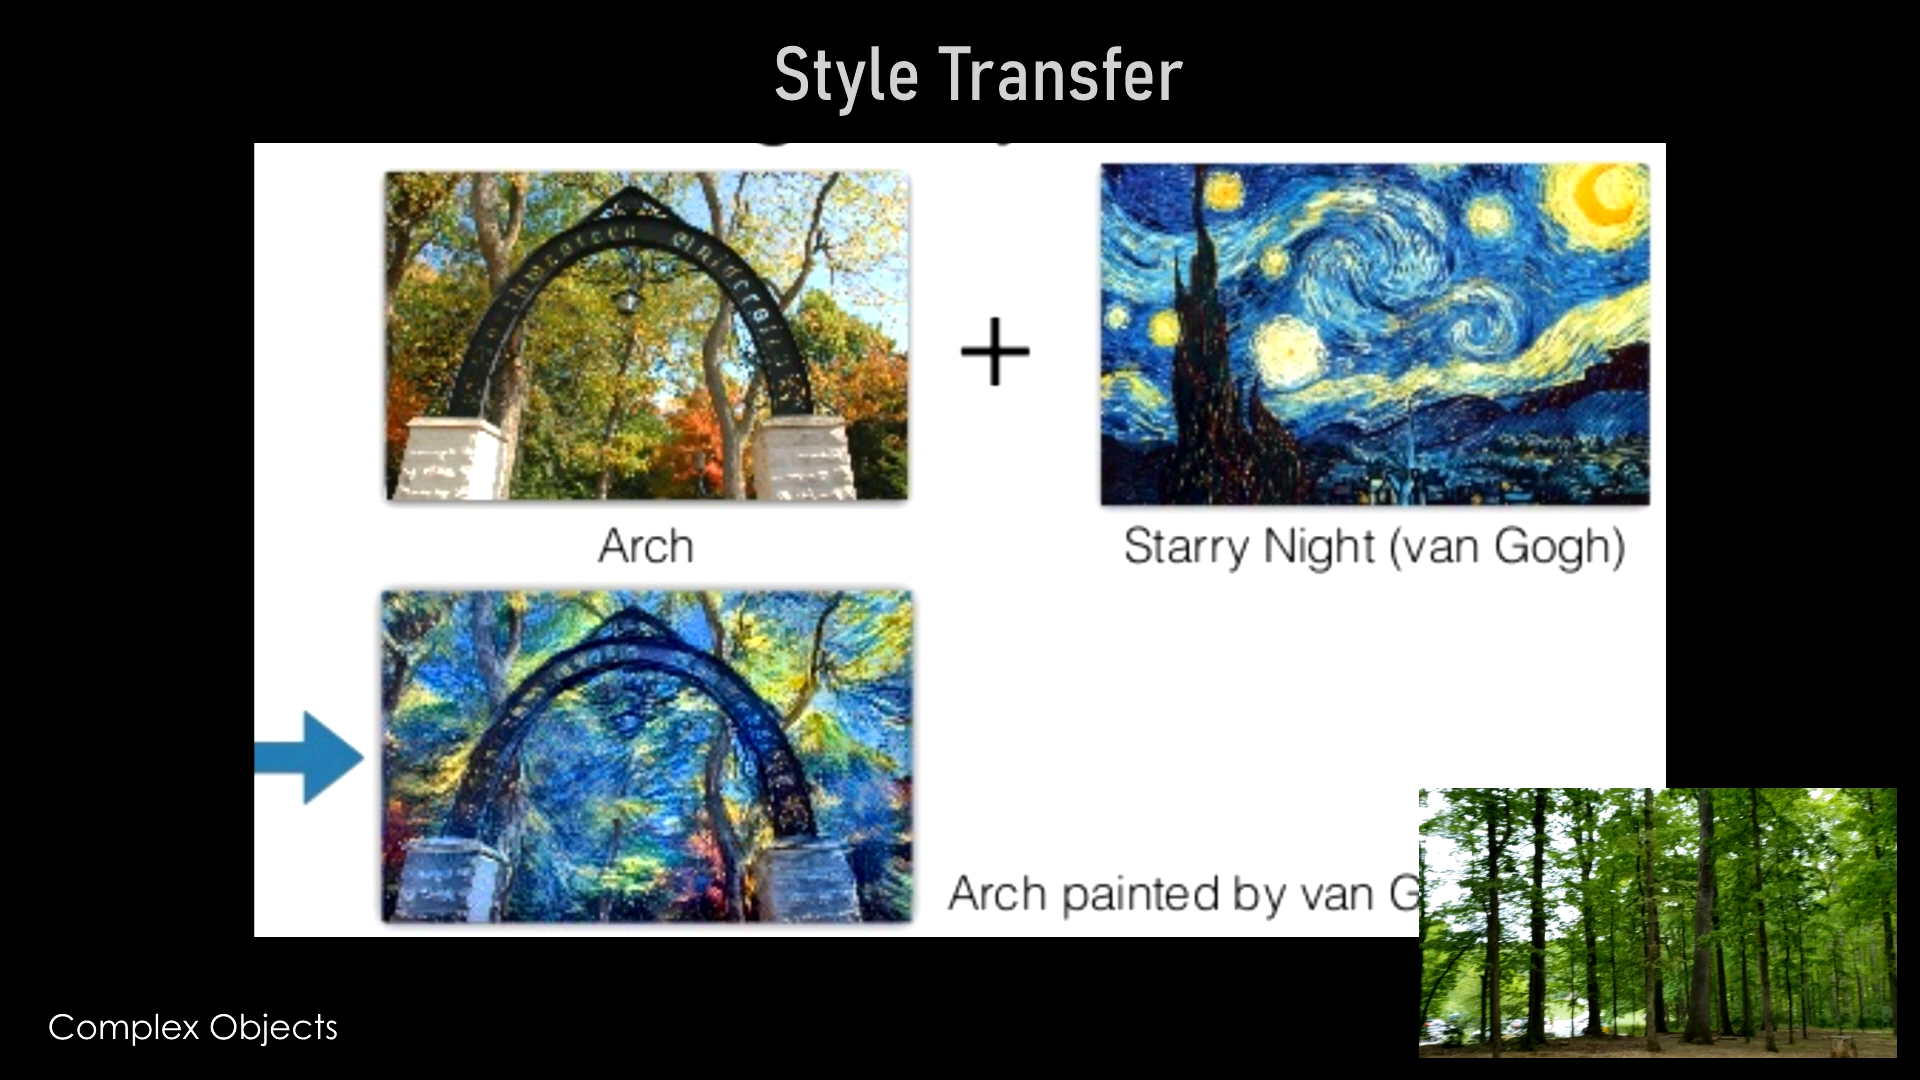 Style Transfer
Arch
Starry Night (van Gogh)
Arch painted by van G
Complex Objects